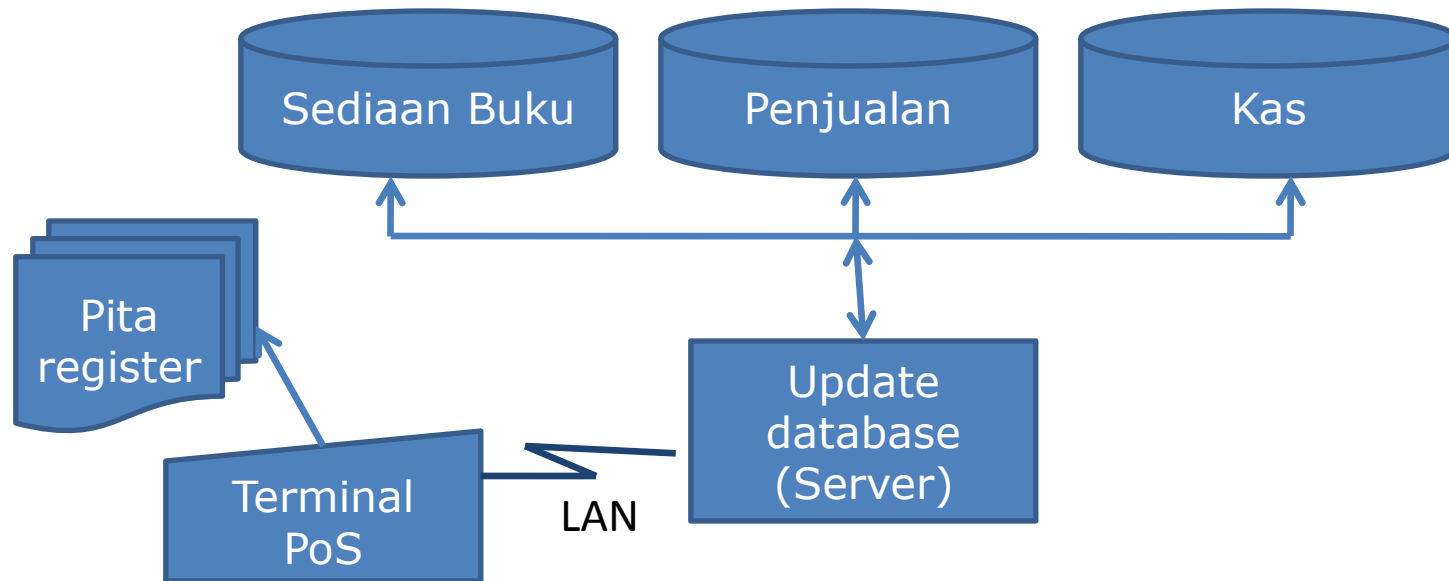 Sediaan Buku
Penjualan
Kas
Pita
register
Update
database
(Server)
Terminal
PoS
LAN